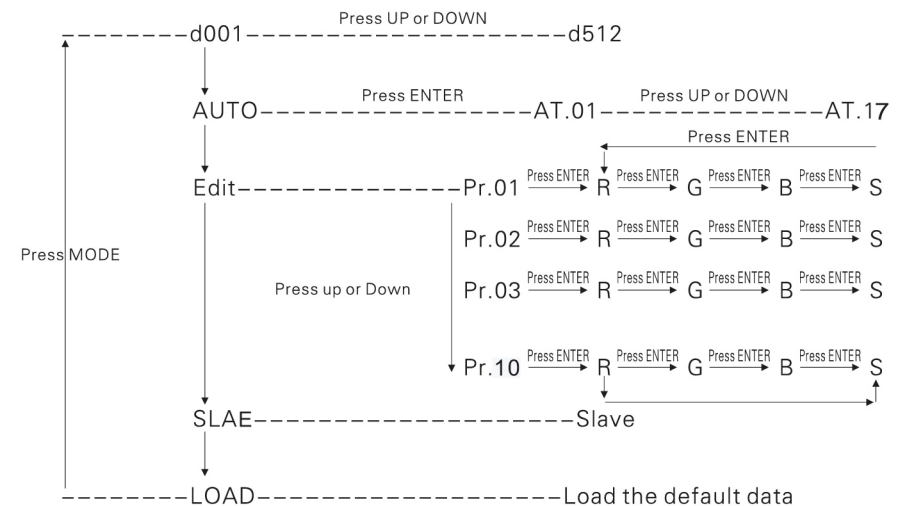 Press UP or DOWN
d001 d512
Press ENTER Press UP or DOWN
AUTO AT.01 AT.17
Press ENTER
Edit Pr.01 Press ENTER R Press ENTER G Press ENTER B Press ENTER S
Pr.02 Press ENTER R Press ENTER G Press ENTER B Press ENTER S
Press MODE
Press up or Down
Pr.03 Press ENTER R Press ENTER G Press ENTER B Press ENTER S
Pr.10 Press ENTER R Press ENTER G Press ENTER B Press ENTER S
SLAE Slave
LOAD Load the default data